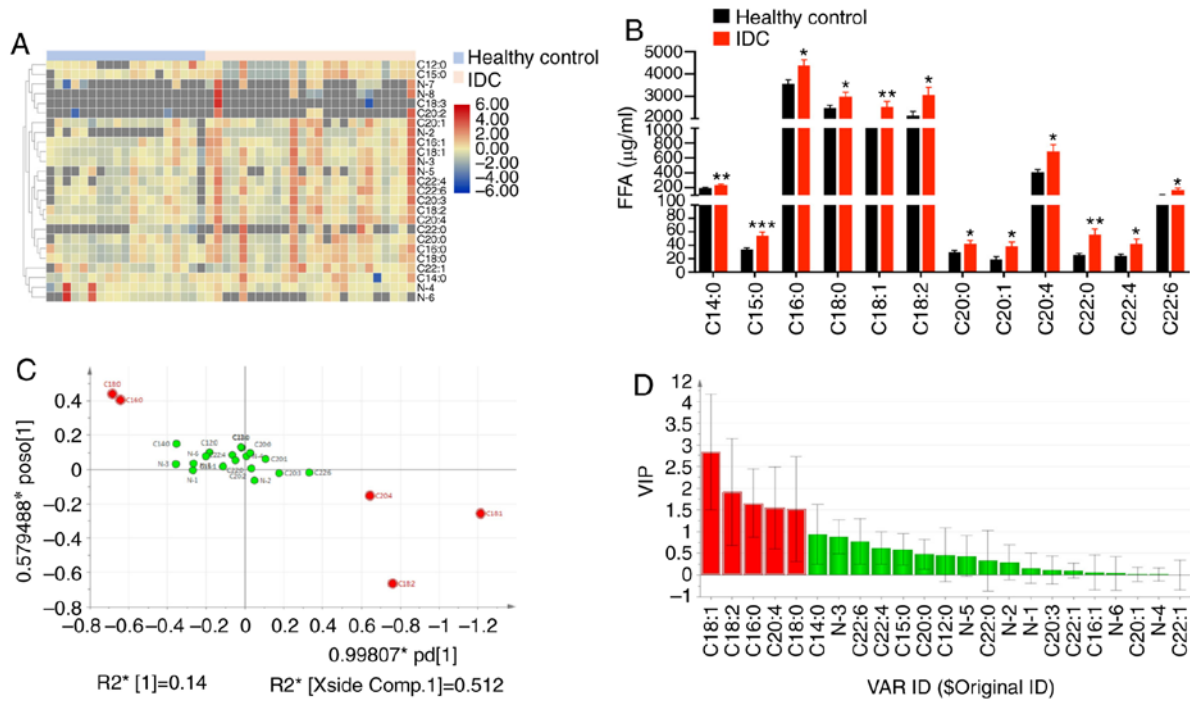 A
Healthy control
IDC
6.00
4.00
2.00
0.00
−2.00
−4.00
−6.00
C12:0
C15:0
N-7
N-8
C18:3
C20:2
C20:1
N-2
C16:1
C18:1
N-3
N-5
C22:4
C22:6
C20:3
C18:2
C20:4
C22:0
C20:0
C16:0
C18:0
C22:1
C14:0
N-4
N-6
B
Healthy control
IDC
FFA (µg/ml)
5000
4000
3000
2000
1000
800
600
400
200
100
80
60
40
20
0
** *** * * ** * * * * ** * *
C14:0 C15:0 C16:0 C18:0 C18:1 C18:2 C20:0 C20:1 C20:4 C22:0 C22:4 C22:6
C
0.579488* poso[1]
0.4
0.2
0
−0.2
−0.4
−0.6
−0.8
C180
C160
C140
C120
C224
C200
C201
N-3
N-1
N-2
C203
C226
C204
C181
C182
−0.8 −0.6 −0.4 −0.2 0 0.2 0.4 0.6 −0.8 −1 −1.2
0.99807* pd[1]
R2* [1]=0.14 R2* [Xside Comp.1]=0.512
D
VIP
12
4
3.5
3
2.5
2
1.5
1
0.5
0
−1
C18:1 C18:2 C16:0 C20:4 C18:0 C14:0 N-3 C22:6 C22:4 C15:0 C20:0 C12:0 N-5 C22:0 N-2 N-1 C20:3 C22:1 C16:1 N-6 C20:1 N-4 C22:1
VAR ID ($Original ID)